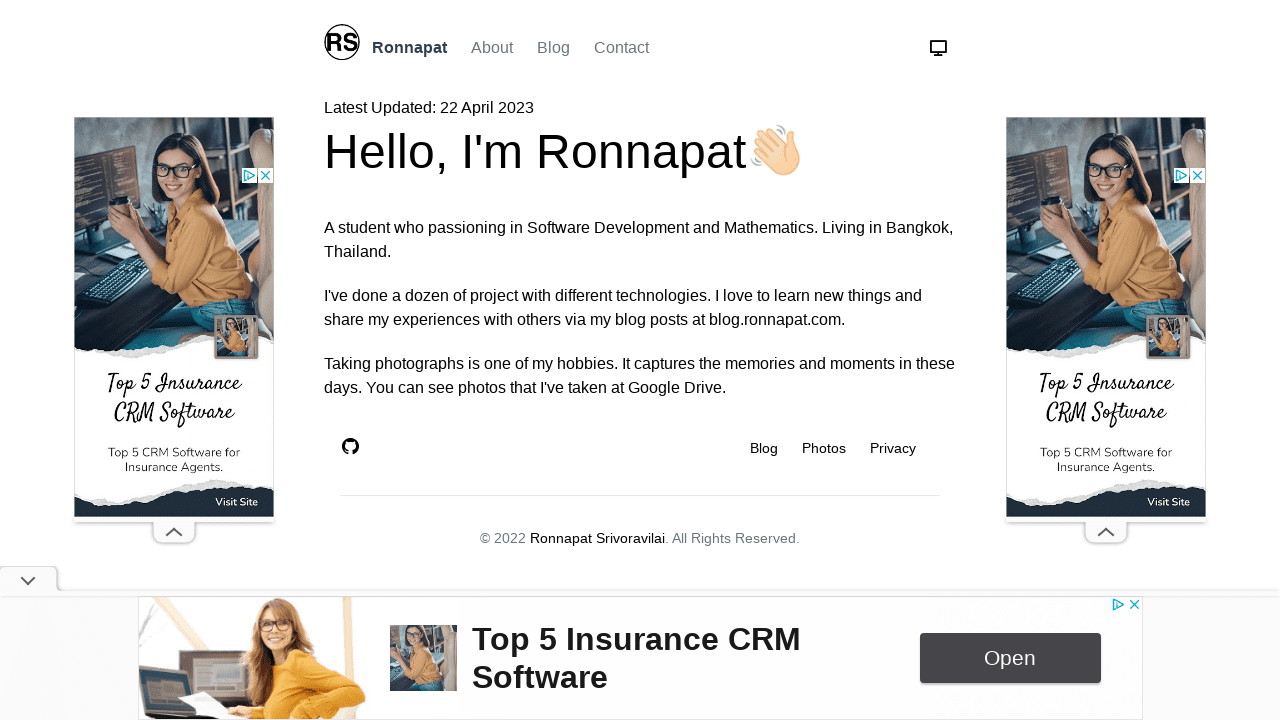 RS
Ronnapat About Blog Contact
Latest Updated: 22 April 2023
Hello, I'm Ronnapat👋🏻
A student who passioning in Software Development and Mathematics. Living in Bangkok,
Thailand.
I've done a dozen of project with different technologies. I love to learn new things and
share my experiences with others via my blog posts at blog.ronnapat.com.
Taking photographs is one of my hobbies. It captures the memories and moments in these
days. You can see photos that I've taken at Google Drive.
Blog Photos Privacy
© 2022 Ronnapat Srivoravilai. All Rights Reserved.
Top 5 Insurance
CRM Software
Top 5 CRM Software for
Insurance Agents.
Visit Site
Top 5 Insurance
CRM Software
Top 5 CRM Software for
Insurance Agents.
Visit Site
Top 5 Insurance CRM
Software
Open